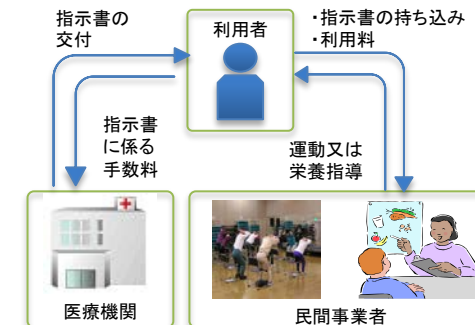 指示書の
交付
利用者
・指示書の持ち込み
・利用料
指示書
に係る
手数料
運動又は
栄養指導
医療機関
民間事業者